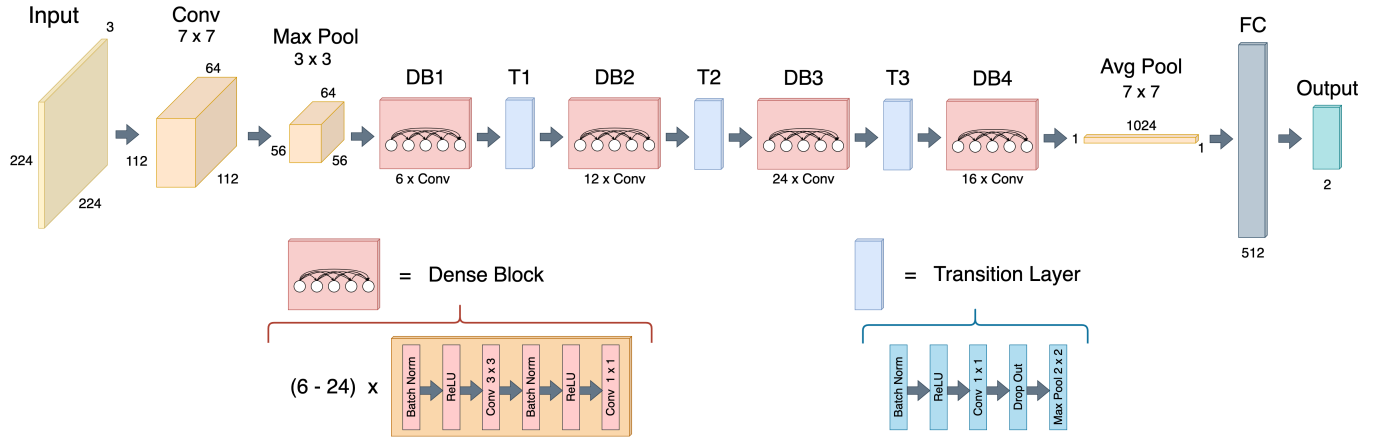 Input
3
224
224
Conv
7 x 7
64
112
112
Max Pool
3 x 3
64
56
56
DB1
6 x Conv
T1
DB2
12 x Conv
T2
DB3
24 x Conv
T3
DB4
16 x Conv
Avg Pool
7 x 7
1024
1
1
FC
512
Output
2
= Dense Block
= Transition Layer
(6 - 24) x
Batch Norm
ReLU
Conv 3 x 3
Batch Norm
ReLU
Conv 1 x 1
Batch Norm
ReLU
Conv 1 x 1
Drop Out
Max Pool 2 x 2